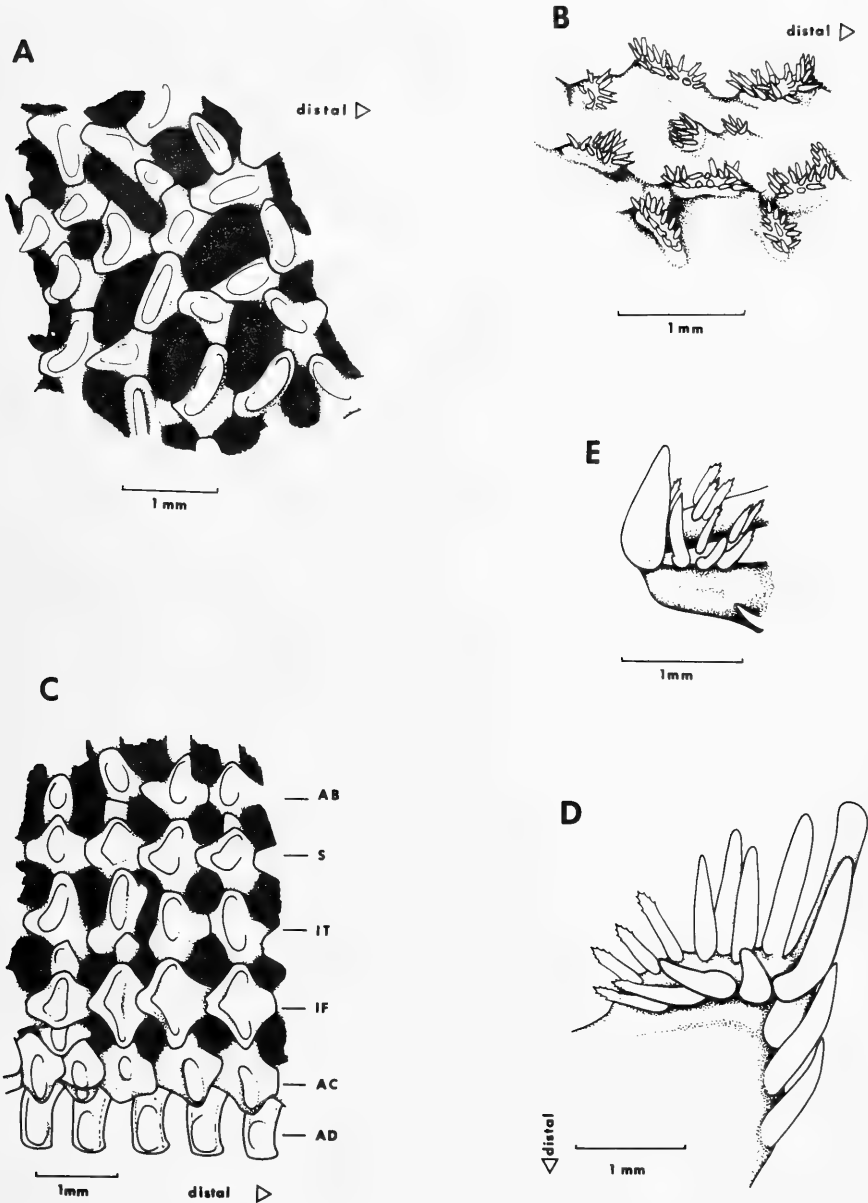 A
distal ▷
1 mm
B
distal ▷
1 mm
E
1mm
C
AB
S
IT
IF
AC
AD
1mm
distal ▷
D
distal
1 mm